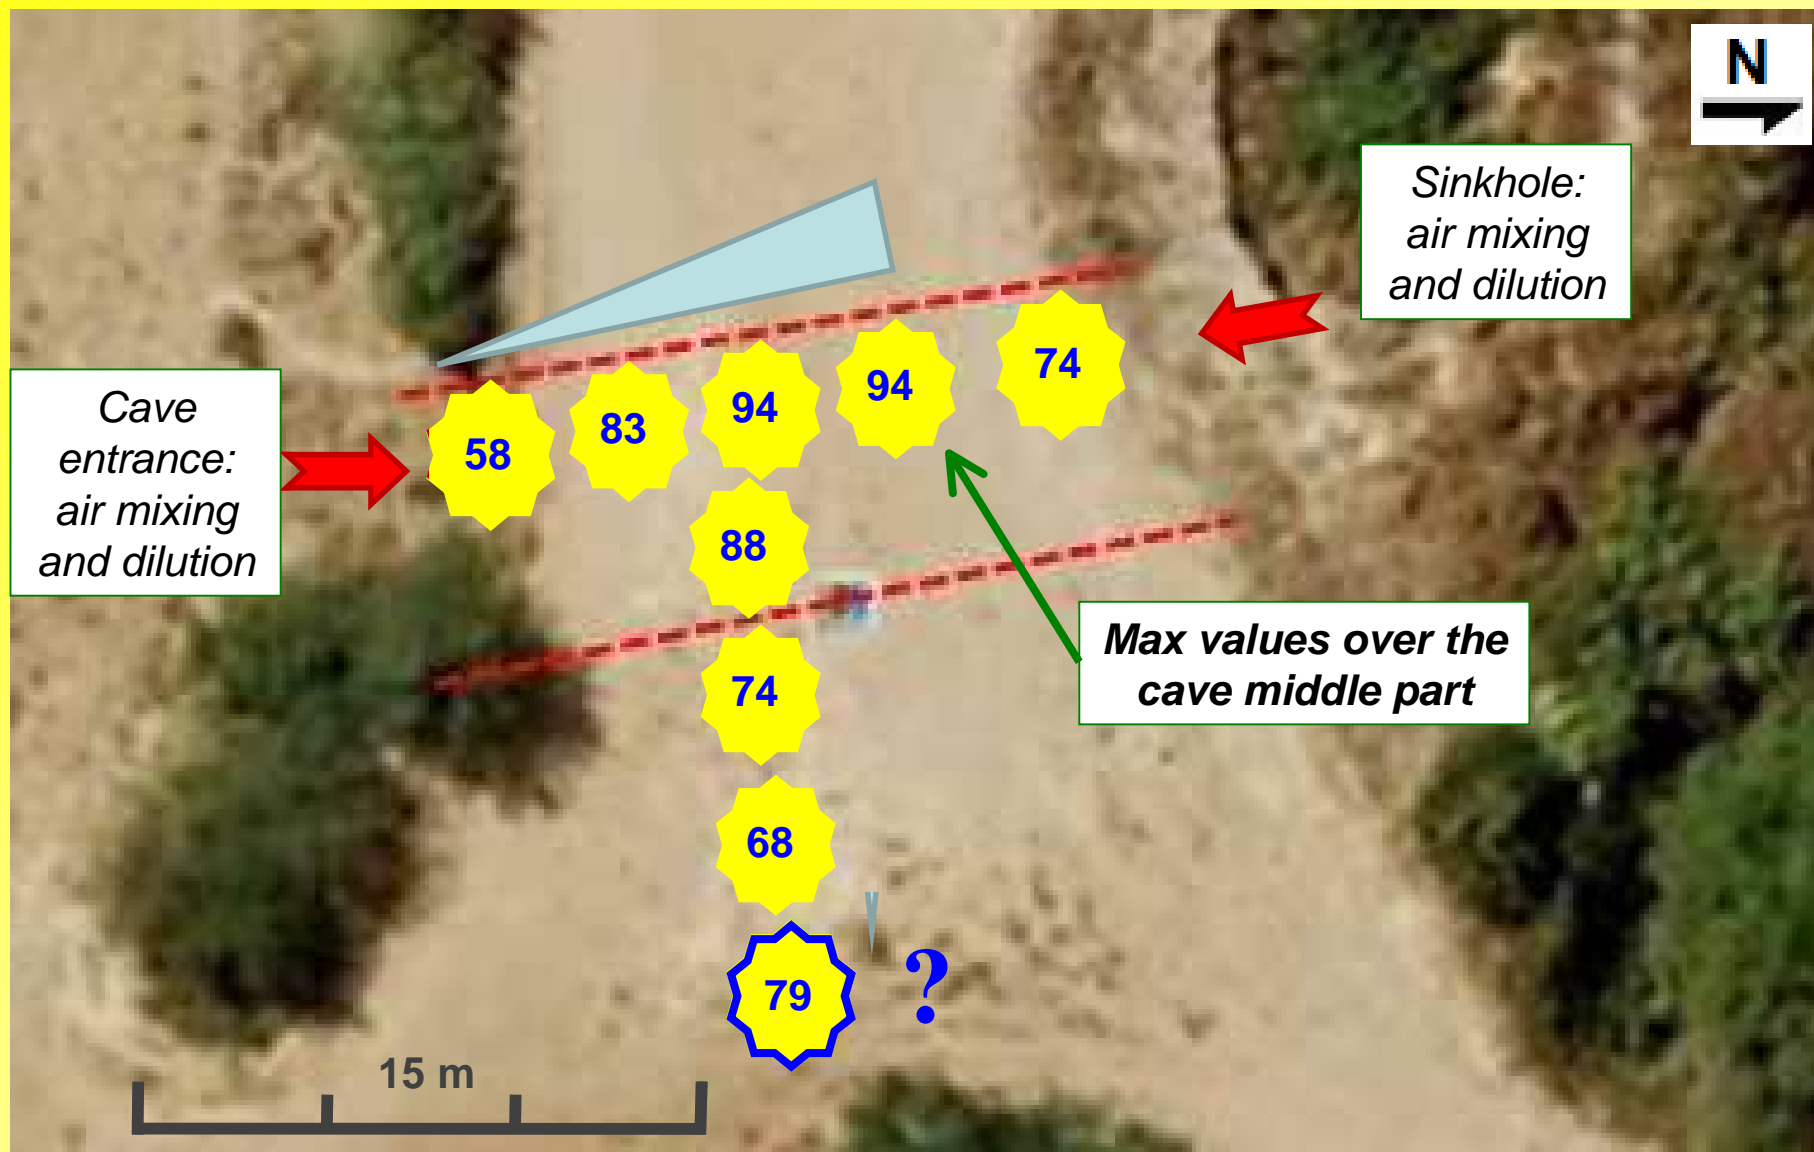 N
Sinkhole:
air mixing
and dilution
Cave
entrance:
air mixing
and dilution
58
83
94
94
74
88
74
68
79
?
Max values over the
cave middle part
15 m